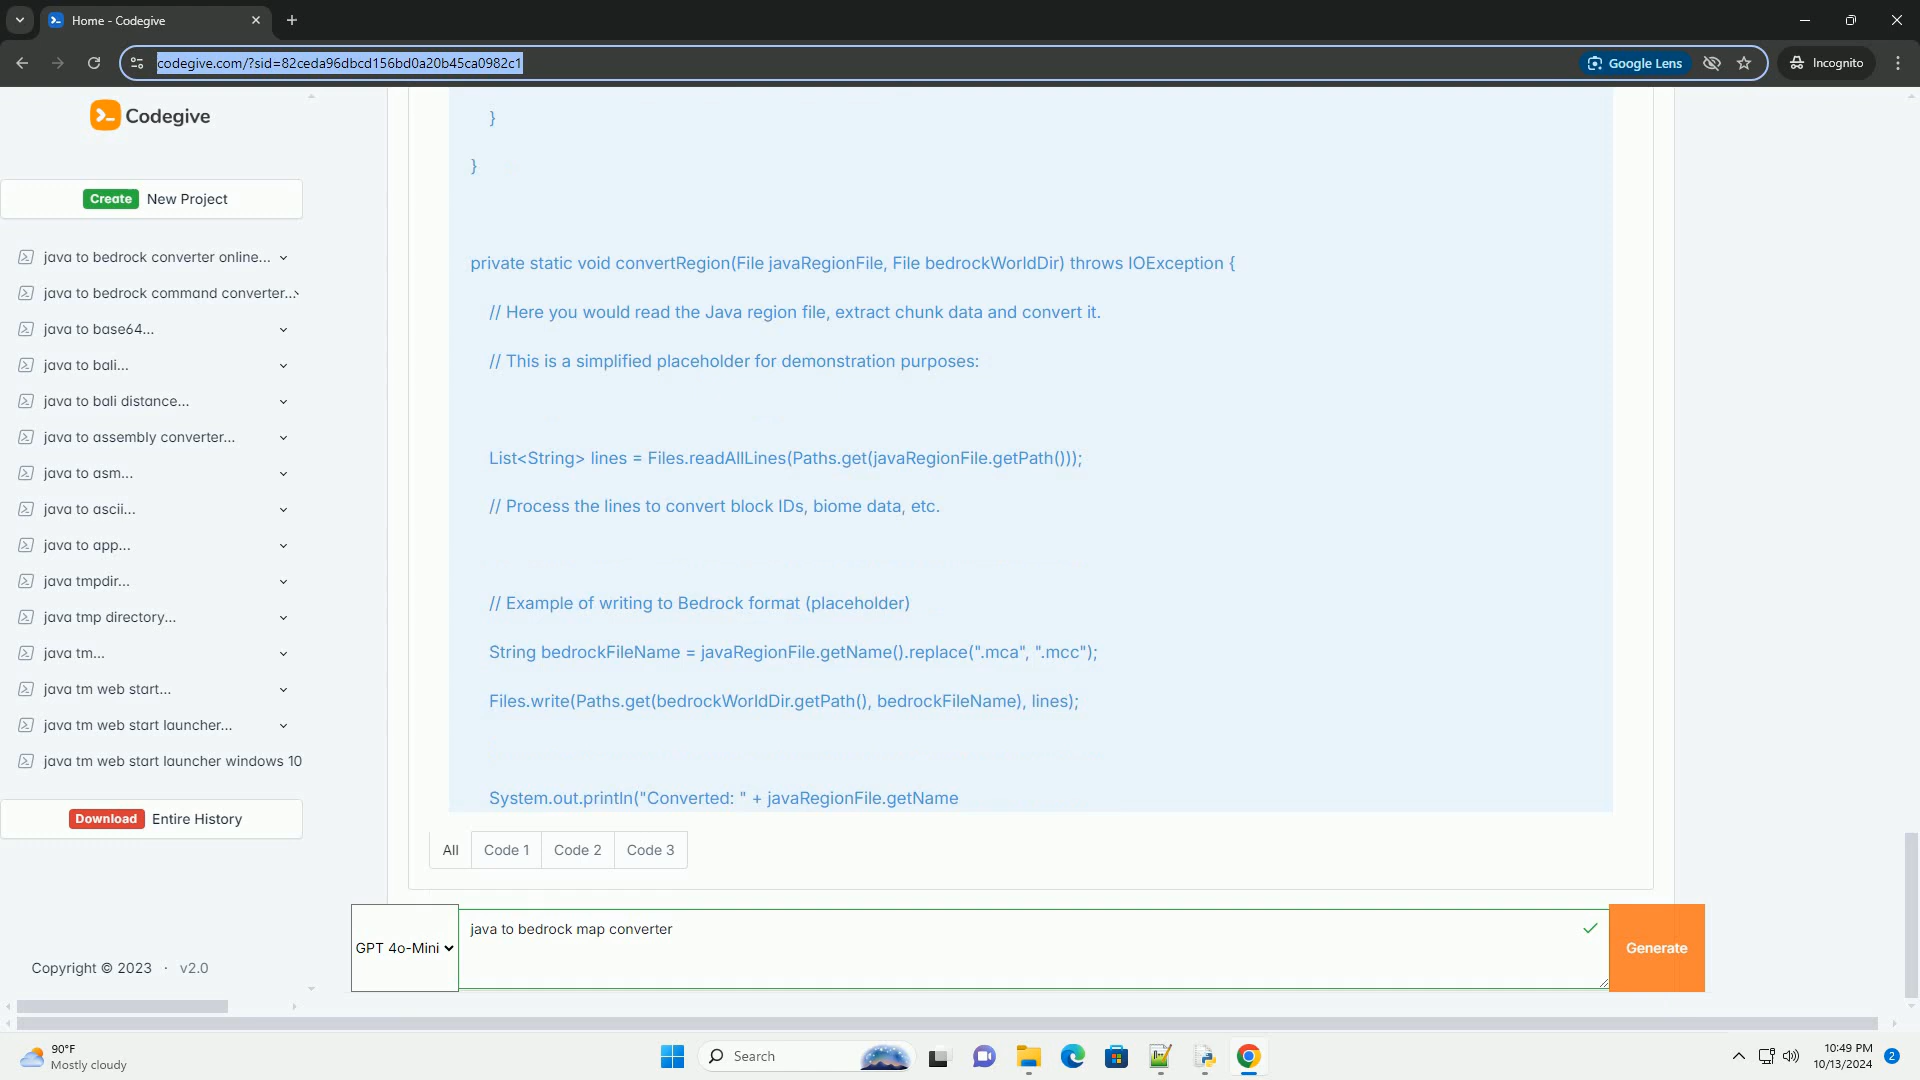 Home - Codegive
codegive.com/?sid=82ceda96dbcd156bd0a20b45ca0982c1
Google Lens
Incognito
Codegive
Create New Project
java to bedrock converter online...
java to bedrock command converter...
java to base64...
java to bali...
java to bali distance...
java to assembly converter...
java to asm...
java to ascii...
java to app...
java tmpdir...
java tmp directory...
java tm...
java tm web start...
java tm web start launcher...
java tm web start launcher windows 10
Download Entire History
Copyright © 2023 · v2.0
}
}
private static void convertRegion(File javaRegionFile, File bedrockWorldDir) throws IOException {
// Here you would read the Java region file, extract chunk data and convert it.
// This is a simplified placeholder for demonstration purposes:
List<String> lines = Files.readAllLines(Paths.get(javaRegionFile.getPath()));
// Process the lines to convert block IDs, biome data, etc.
// Example of writing to Bedrock format (placeholder)
String bedrockFileName = javaRegionFile.getName().replace(".mca", ".mcc");
Files.write(Paths.get(bedrockWorldDir.getPath(), bedrockFileName), lines);
System.out.println("Converted: " + javaRegionFile.getName
All Code 1 Code 2 Code 3
GPT 4o-Mini
java to bedrock map converter
Generate
90°F
Mostly cloudy
Search
10:49 PM
10/13/2024
2